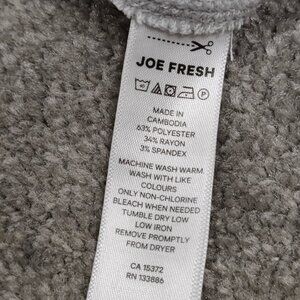 JOE FRESH
MADE IN
CAMBODIA
63% POLYESTER
34% RAYON
3% SPANDEX
MACHINE WASH WARM
WASH WITH LIKE
COLOURS
ONLY NON-CHLORINE
BLEACH WHEN NEEDED
TUMBLE DRY LOW
LOW IRON
REMOVE PROMPTLY
FROM DRYER
CA 15372
RN 133886